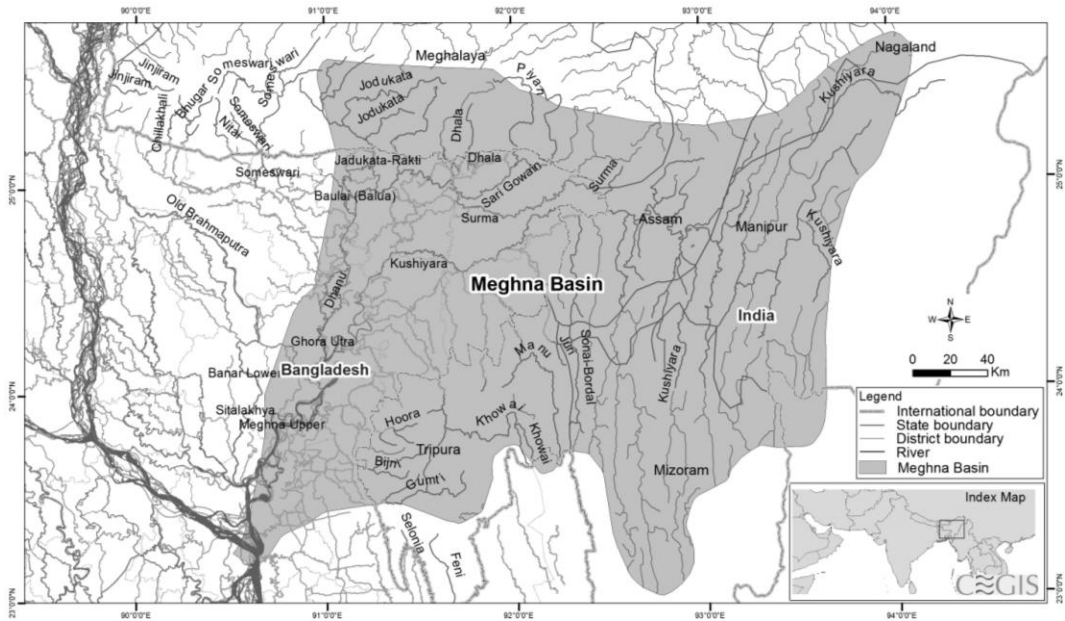 90°0'0"E
91°0'0"E
92°0'0"E
93°0'0"E
94°0'0"E
Nagaland
Meghalaya
Jinjiram
Bhugar Someswari
Someswari
Piyan
Jinjiram
Jodukata
Kushiyara
Chillakhali
Someswari
Nitai
Jodukata
Dhala
25°0'0"N
Jadukata-Rakti
Dhala
25°0'0"N
Someswari
Sari Gowain
Surma
Baulai (Balua)
Old Brahmaputra
Surma
Assam
Manipur
Kushiyara
Kushiyara
Dhanu
Meghna Basin
India
N
W
E
S
Ghora Utra
Manu
Juri
Sonai-Bordal
Kushiyara
Banar Lower
Bangladesh
0 20 40
Km
24°0'0"N
24°0'0"N
Sitalakhya
Meghna Upper
Hoora
Khowai
Khowai
Tripura
Bijni
Gumti
Mizoram
Legend
International boundary
State boundary
District boundary
River
Meghna Basin
Selonia
Feni
Index Map
CEGIS
23°0'0"N
23°0'0"N
90°0'0"E
91°0'0"E
92°0'0"E
93°0'0"E
94°0'0"E